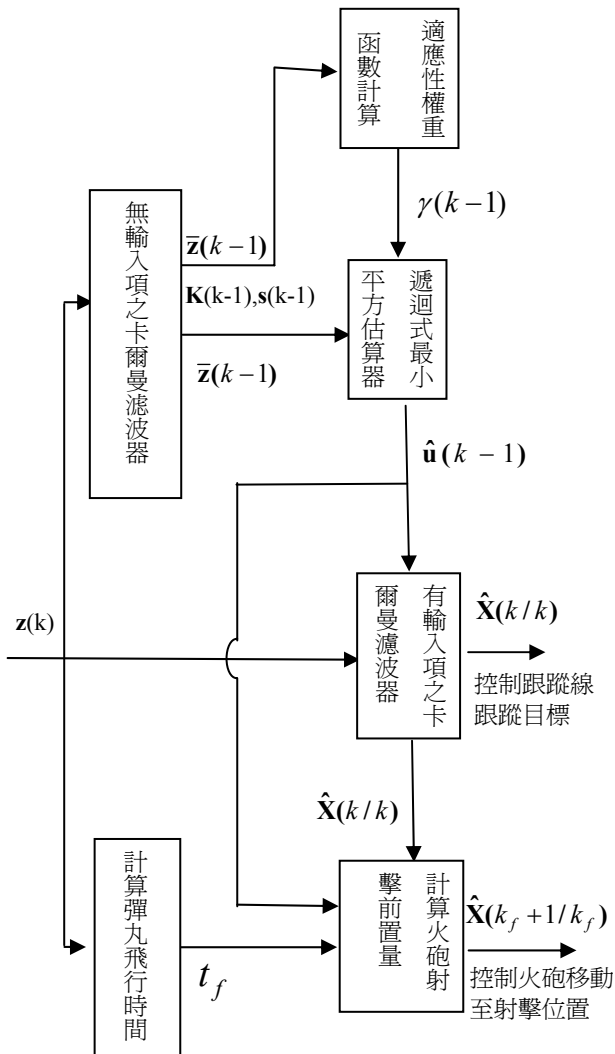 適應性權重
函數計算
γ(k−1)
無輸入項之卡爾曼滤波器
z̄(k−1)
K(k-1),s(k-1)
z̄(k−1)
遞迴式最小
平方估算器
û(k − 1)
z(k)
有輸入項之卡
爾曼濾波器
X̂(k/k)
控制跟蹤線
跟蹤目標
X̂(k/k)
計算彈丸飛行時間
t_f
計算火砲射
擊前置量
X̂(k_f +1/k_f)
控制火砲移動
至射擊位置